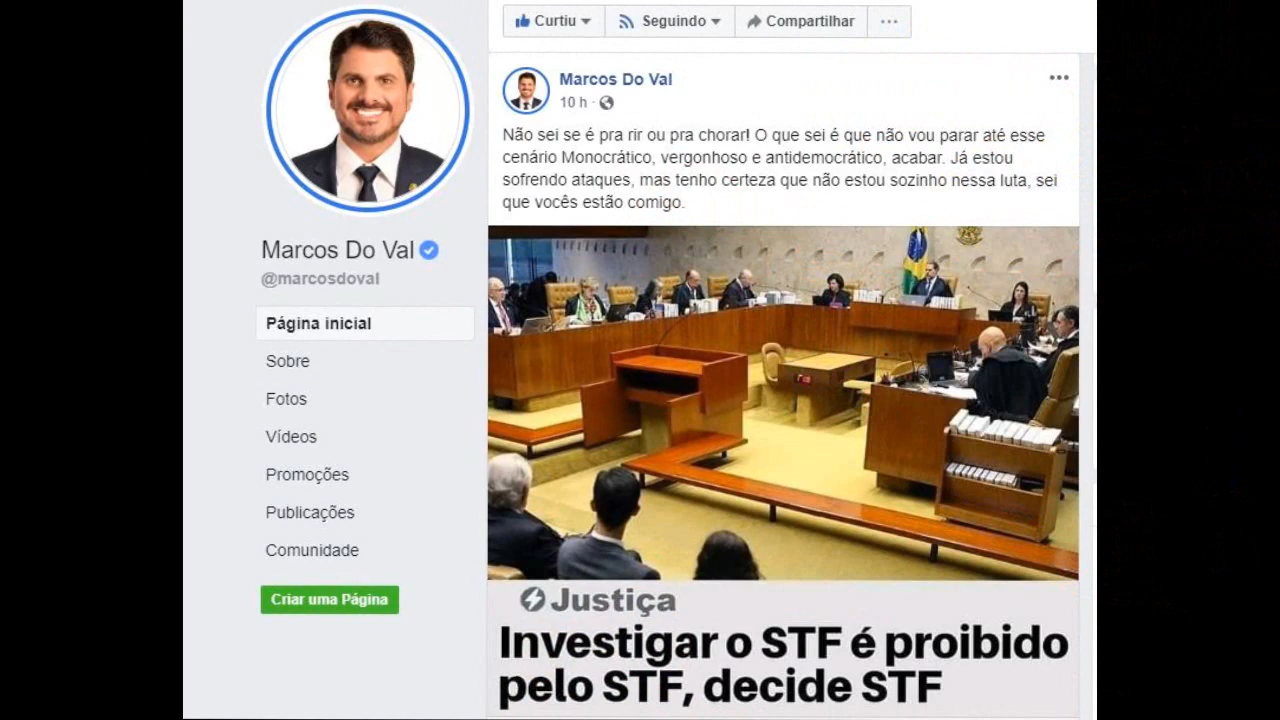 Curtiu
Seguindo
Compartilhar
Marcos Do Val
10 h
Não sei se é pra rir ou pra chorar! O que sei é que não vou parar até esse
cenário Monocrático, vergonhoso e antidemocrático, acabar. Já estou
sofrendo ataques, mas tenho certeza que não estou sozinho nessa luta, sei
que vocês estão comigo.
Marcos Do Val
@marcosdoval
Página inicial
Sobre
Fotos
Vídeos
Promoções
Publicações
Comunidade
Criar uma Página
Justiça
Investigar o STF é proibido
pelo STF, decide STF